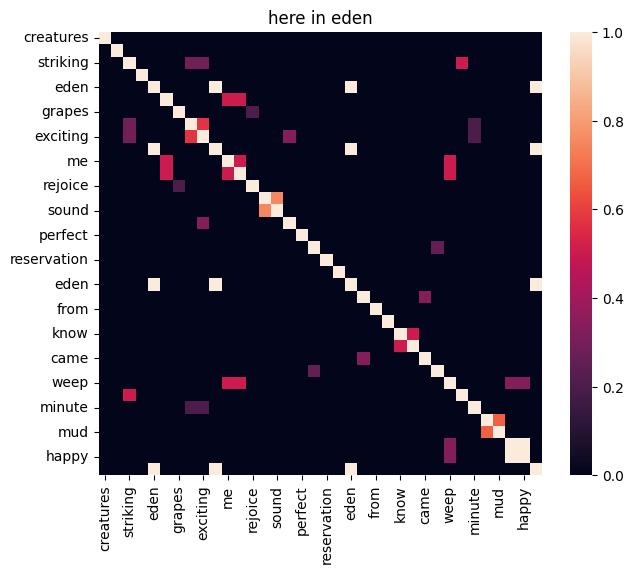 here in eden
creatures
striking
eden
grapes
exciting
me
rejoice
sound
perfect
reservation
eden
from
know
came
weep
minute
mud
happy
1.0
0.8
0.6
0.4
0.2
0.0
creatures
striking
eden
grapes
exciting
me
rejoice
sound
perfect
reservation
eden
from
know
came
weep
minute
mud
happy